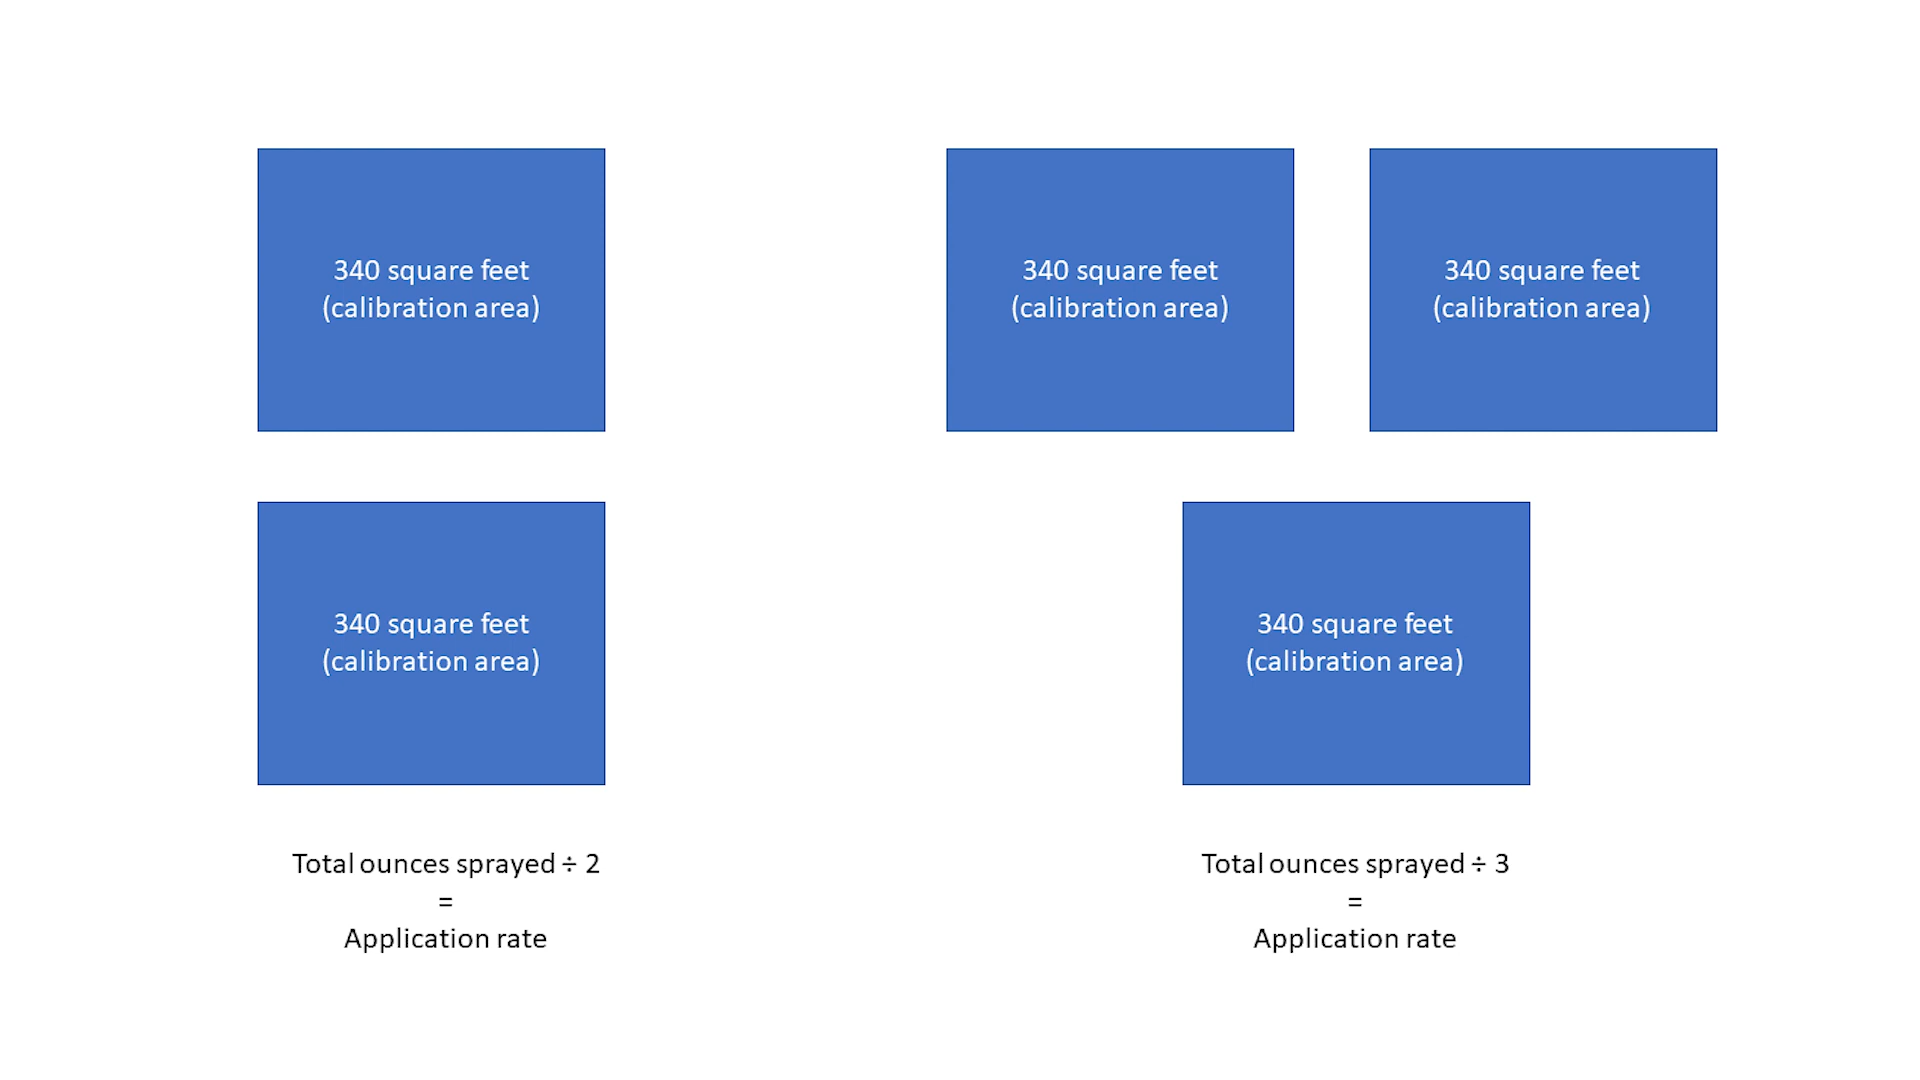 340 square feet
(calibration area)
340 square feet
(calibration area)
Total ounces sprayed ÷ 2
=
Application rate
340 square feet
(calibration area)
340 square feet
(calibration area)
340 square feet
(calibration area)
Total ounces sprayed ÷ 3
=
Application rate